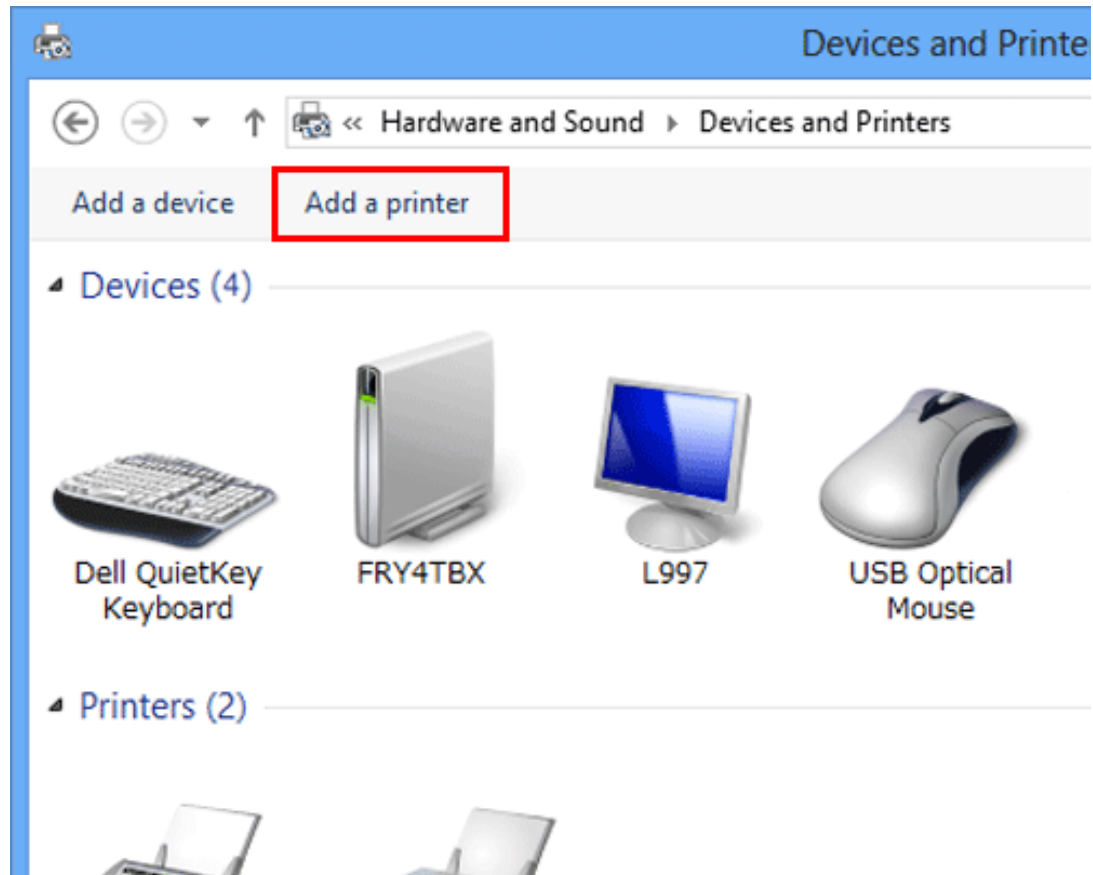 Devices and Printe
« Hardware and Sound ▸ Devices and Printers
Add a device Add a printer
Devices (4)
Dell QuietKey Keyboard
FRY4TBX
L997
USB Optical Mouse
Printers (2)